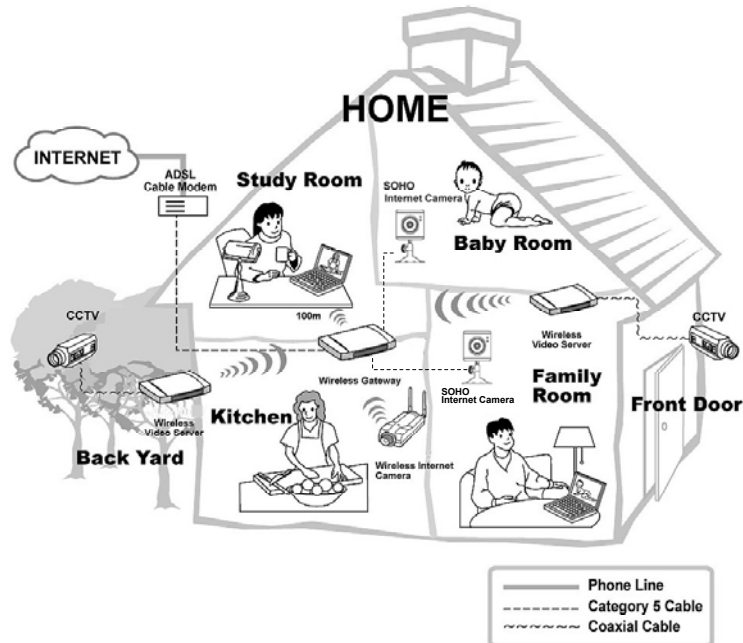 HOME
INTERNET
ADSL
Cable Modem
Study Room
SOHO
Internet Camera
Baby Room
100m
CCTV
Wireless
Video Server
CCTV
Wireless Gateway
SOHO
Internet Camera
Family
Room
Front Door
Kitchen
Wireless
Video Server
Back Yard
Wireless Internet
Camera
Phone Line
Category 5 Cable
Coaxial Cable